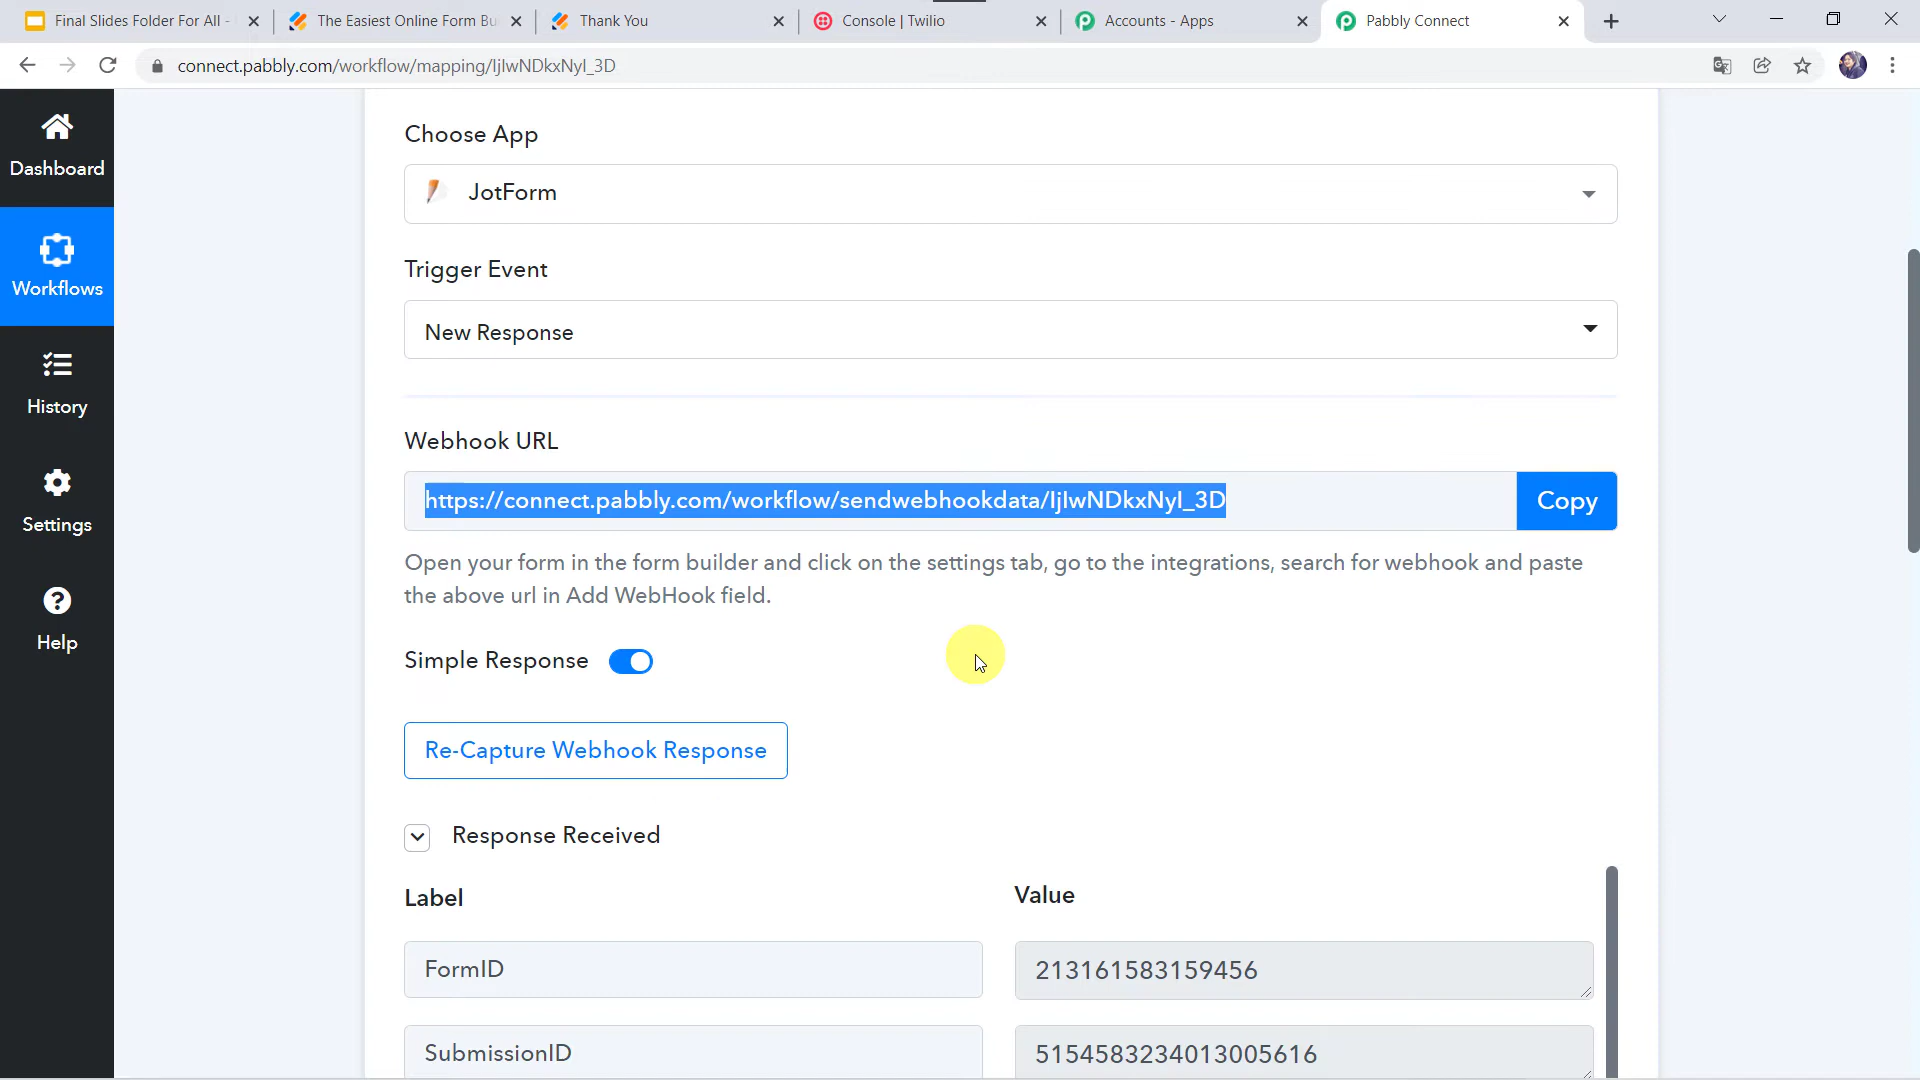 Final Slides Folder For All -
The Easiest Online Form Bu
Thank You
Console | Twilio
Accounts - Apps
Pabbly Connect
connect.pabbly.com/workflow/mapping/IjIwNDkxNyI_3D
Dashboard
Workflows
History
Settings
Help
Choose App
JotForm
Trigger Event
New Response
Webhook URL
https://connect.pabbly.com/workflow/sendwebhookdata/IjIwNDkxNyI_3D
Copy
Open your form in the form builder and click on the settings tab, go to the integrations, search for webhook and paste
the above url in Add WebHook field.
Simple Response
Re-Capture Webhook Response
Response Received
Label
Value
FormID
213161583159456
SubmissionID
5154583234013005616